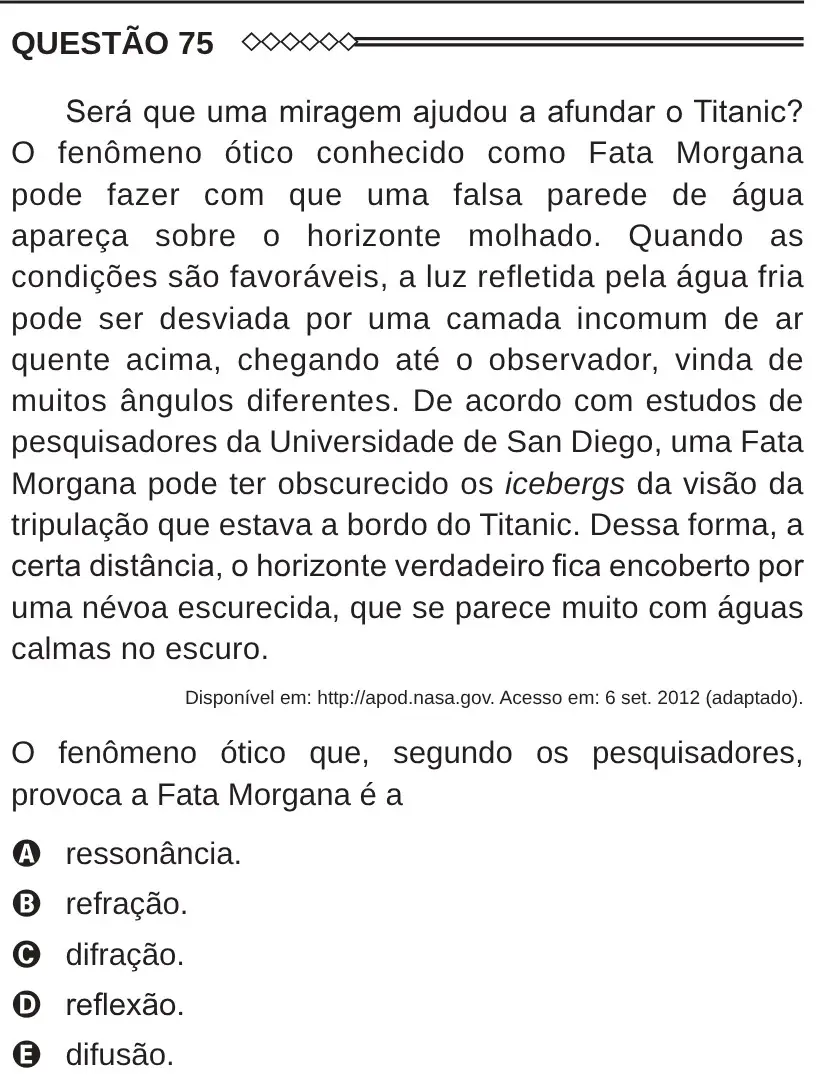 QUESTÃO 75
Será que uma miragem ajudou a afundar o Titanic?
O fenômeno ótico conhecido como Fata Morgana
pode fazer com que uma falsa parede de água
apareça sobre o horizonte molhado. Quando as
condições são favoráveis, a luz refletida pela água fria
pode ser desviada por uma camada incomum de ar
quente acima, chegando até o observador, vinda de
muitos ângulos diferentes. De acordo com estudos de
pesquisadores da Universidade de San Diego, uma Fata
Morgana pode ter obscurecido os icebergs da visão da
tripulação que estava a bordo do Titanic. Dessa forma, a
certa distância, o horizonte verdadeiro fica encoberto por
uma névoa escurecida, que se parece muito com águas
calmas no escuro.
Disponível em: http://apod.nasa.gov. Acesso em: 6 set. 2012 (adaptado).
O fenômeno ótico que, segundo os pesquisadores,
provoca a Fata Morgana é a
A ressonância.
B refração.
C difração.
D reflexão.
E difusão.